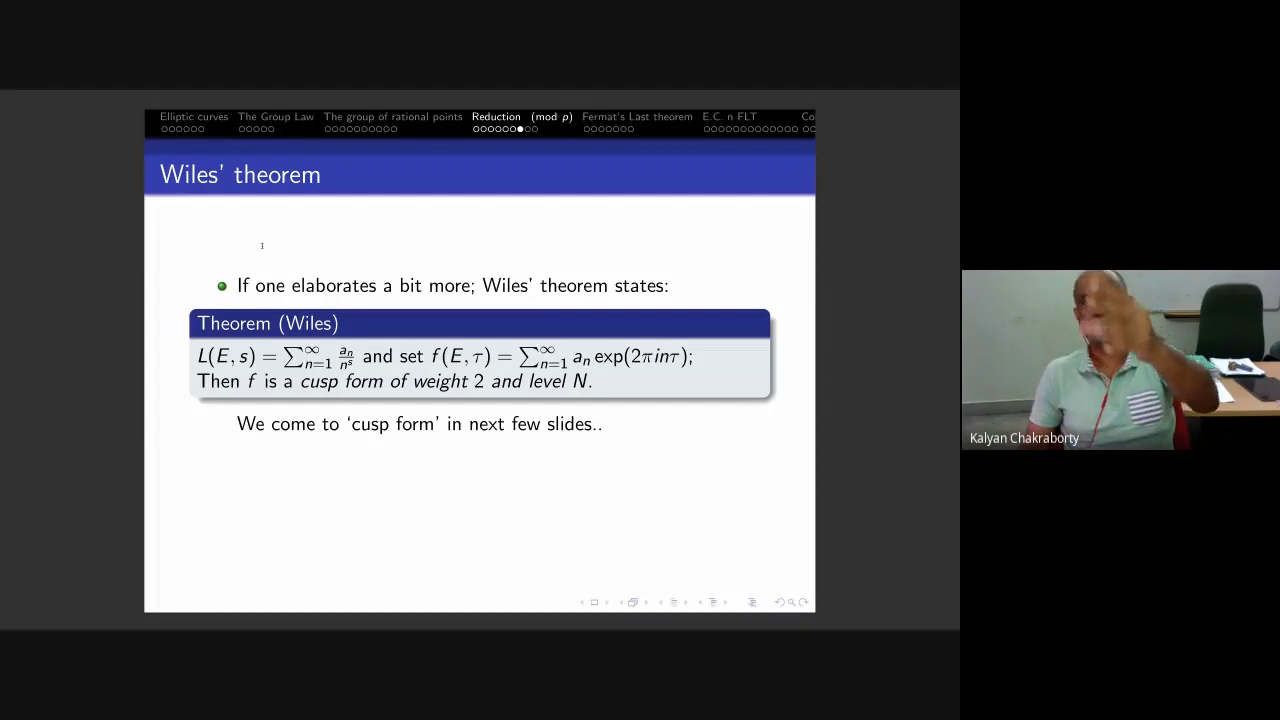 Elliptic curves The Group Law The group of rational points Reduction (mod p) Fermat's Last theorem E.C. n FLT Co
Wiles' theorem
If one elaborates a bit more; Wiles' theorem states:
Theorem (Wiles)
L(E, s) = ∑_{n=1}^{∞} a_n/n^s and set f(E, τ) = ∑_{n=1}^{∞} a_n exp(2πinτ);
Then f is a cusp form of weight 2 and level N.
We come to 'cusp form' in next few slides..
Kalyan Chakraborty